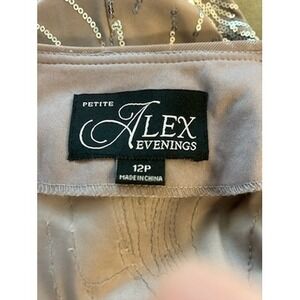 PETITE
ALEX
EVENINGS
12P
MADE IN CHINA